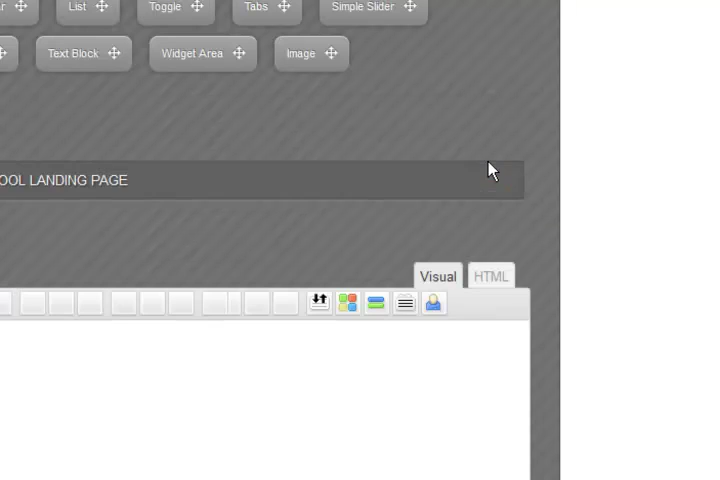 List Toggle Tabs Simple Slider
Text Block Widget Area Image
OOL LANDING PAGE
Visual HTML